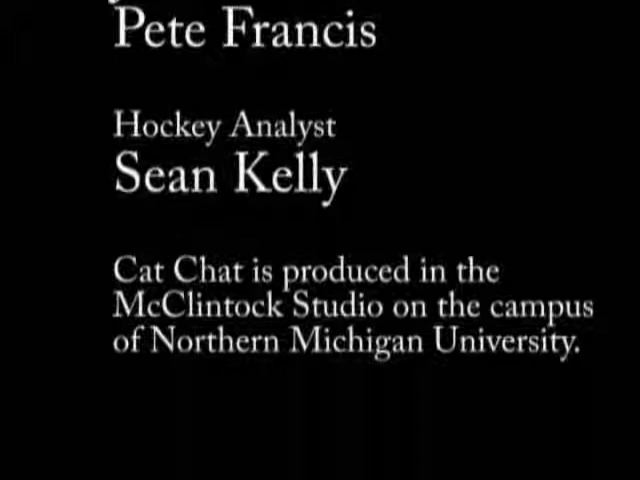 Pete Francis
Hockey Analyst
Sean Kelly
Cat Chat is produced in the
McClintock Studio on the campus
of Northern Michigan University.